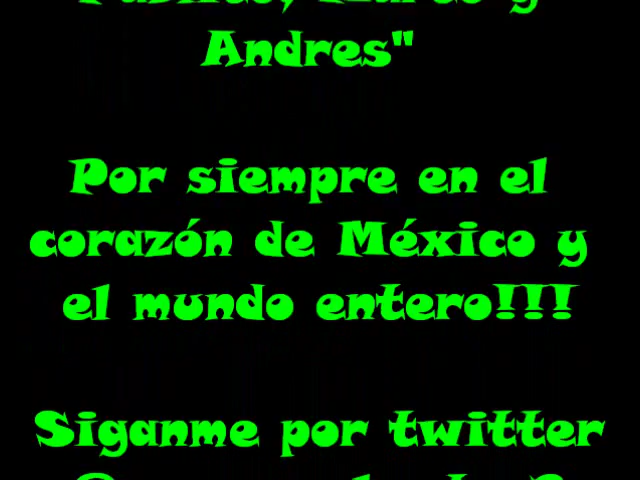 y
Andres"
Por siempre en el
corazón de México y
el mundo entero!!!
Siganme por twitter